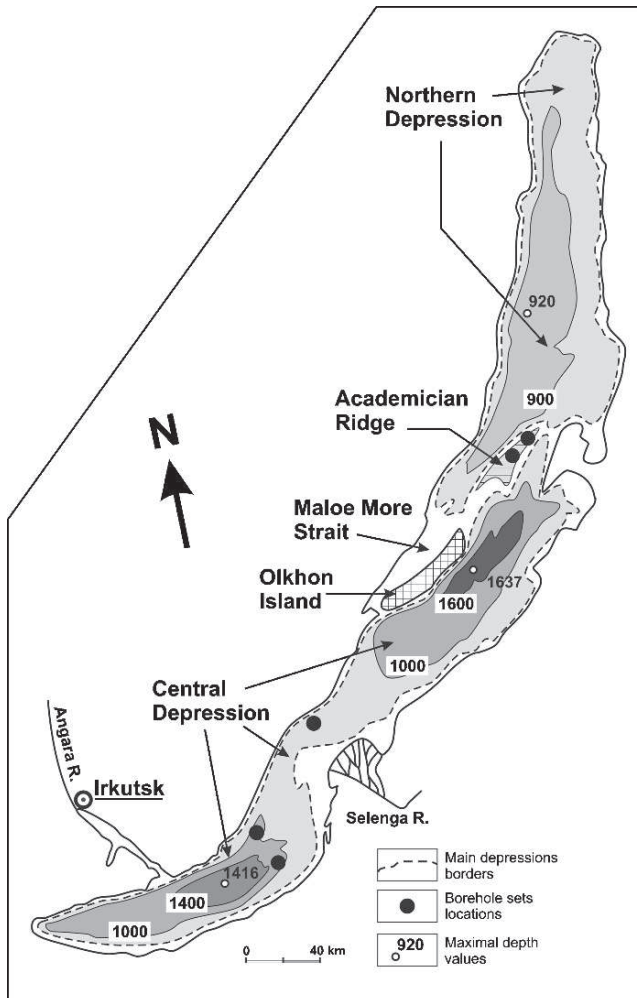 Northern
Depression
920
900
Academician
Ridge
N
Maloe More
Strait
Olkhon
Island
1637
1600
1000
Central
Depression
Angara R.
Irkutsk
Selenga R.
1416
1400
1000
0 40 km
Main depressions
borders
Borehole sets
locations
920
Maximal depth
values